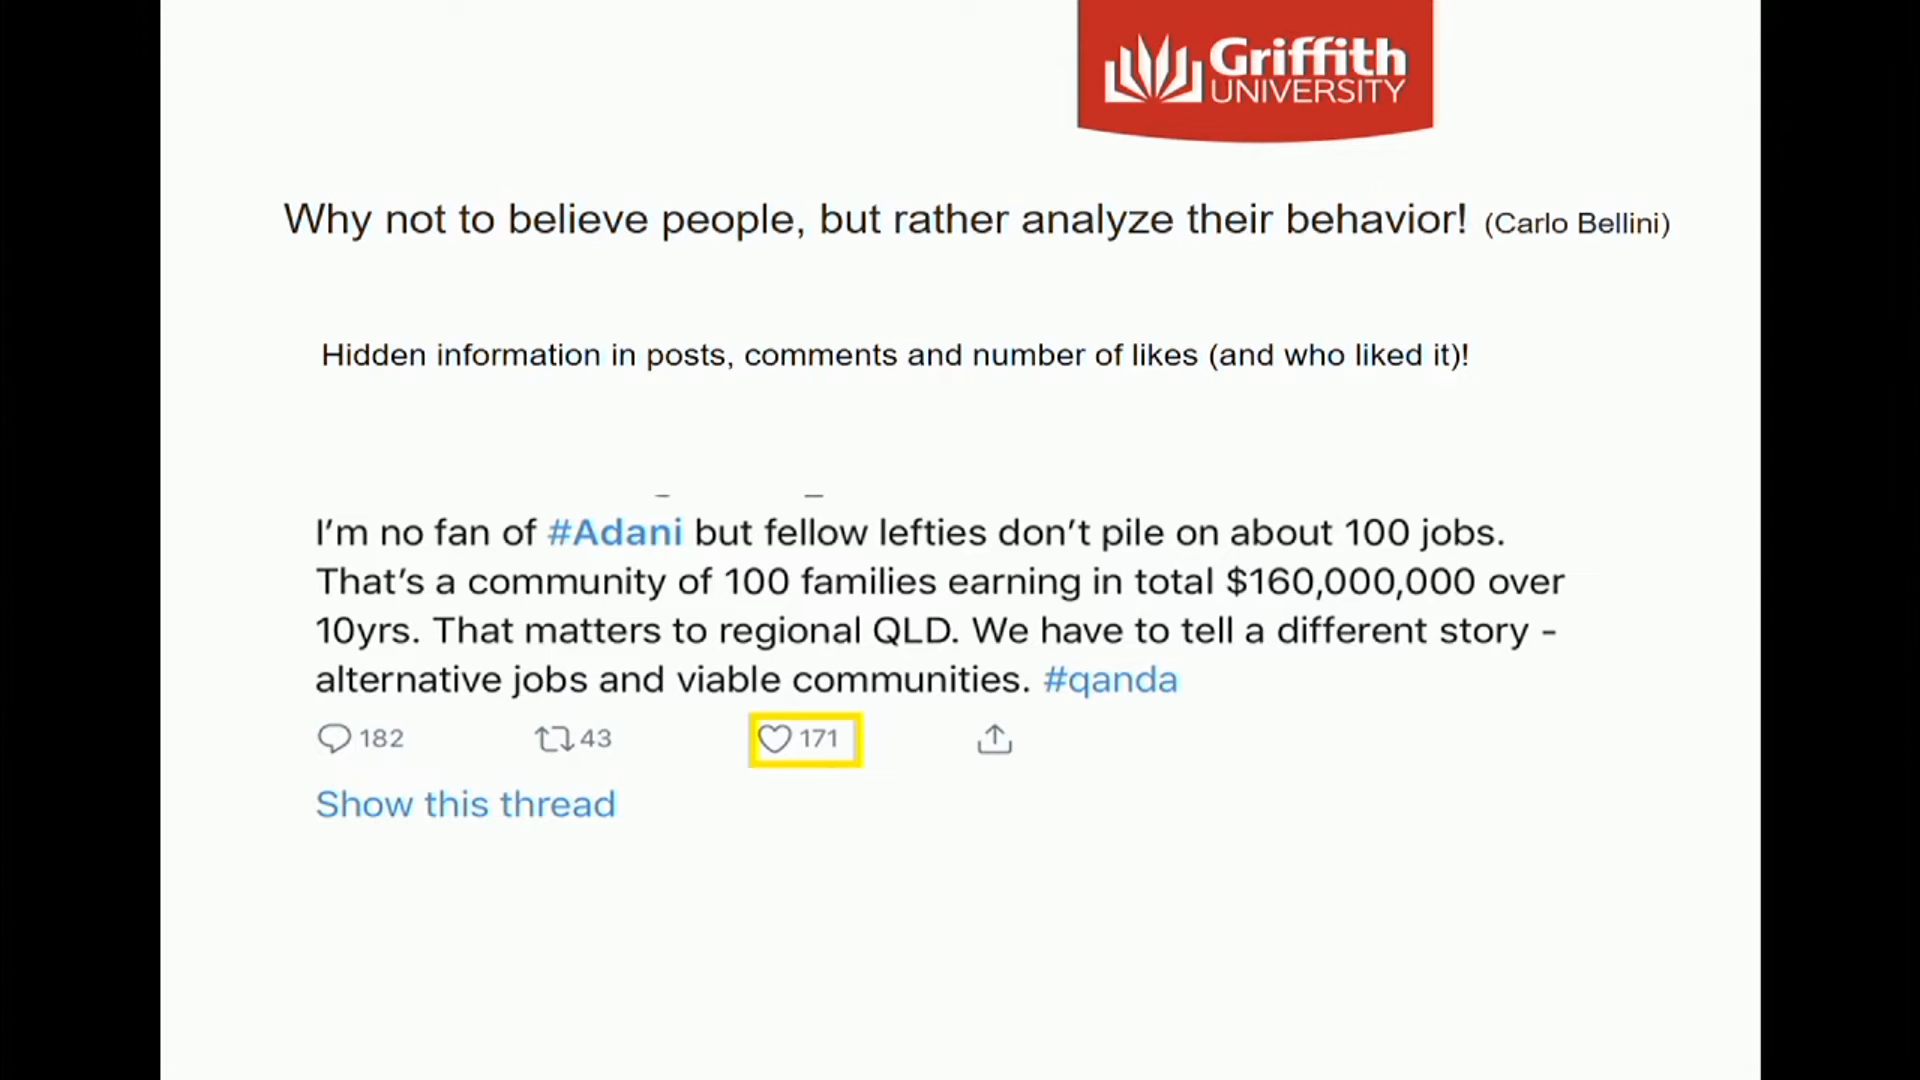 Griffith
UNIVERSITY
Why not to believe people, but rather analyze their behavior! (Carlo Bellini)
Hidden information in posts, comments and number of likes (and who liked it)!
I’m no fan of #Adani but fellow lefties don’t pile on about 100 jobs.
That’s a community of 100 families earning in total $160,000,000 over
10yrs. That matters to regional QLD. We have to tell a different story -
alternative jobs and viable communities. #qanda
182 43 171
Show this thread